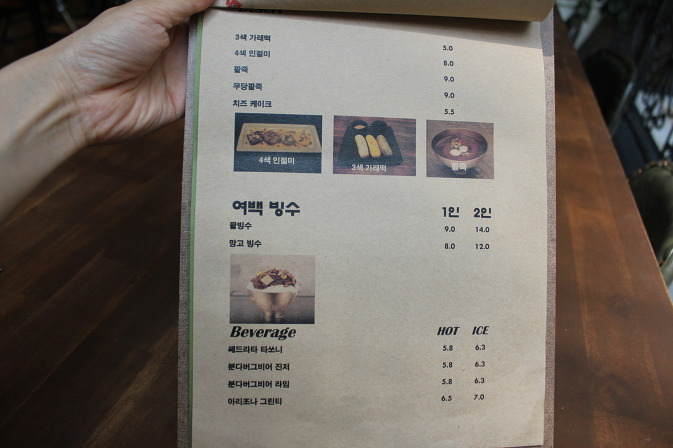 3색 가래떡 5.0
4색 인절미 8.0
팥죽 9.0
무당팥죽 9.0
치즈 케이크 5.5
4색 인절미
3색 가래떡
여백 빙수 1인 2인
팥빙수 9.0 14.0
망고 빙수 8.0 12.0
Beverage HOT ICE
쎄드라타 타쏘니 5.8 6.3
분다버그비어 진저 5.8 6.3
분다버그비어 라임 5.8 6.3
아리조나 그린티 6.5 7.0